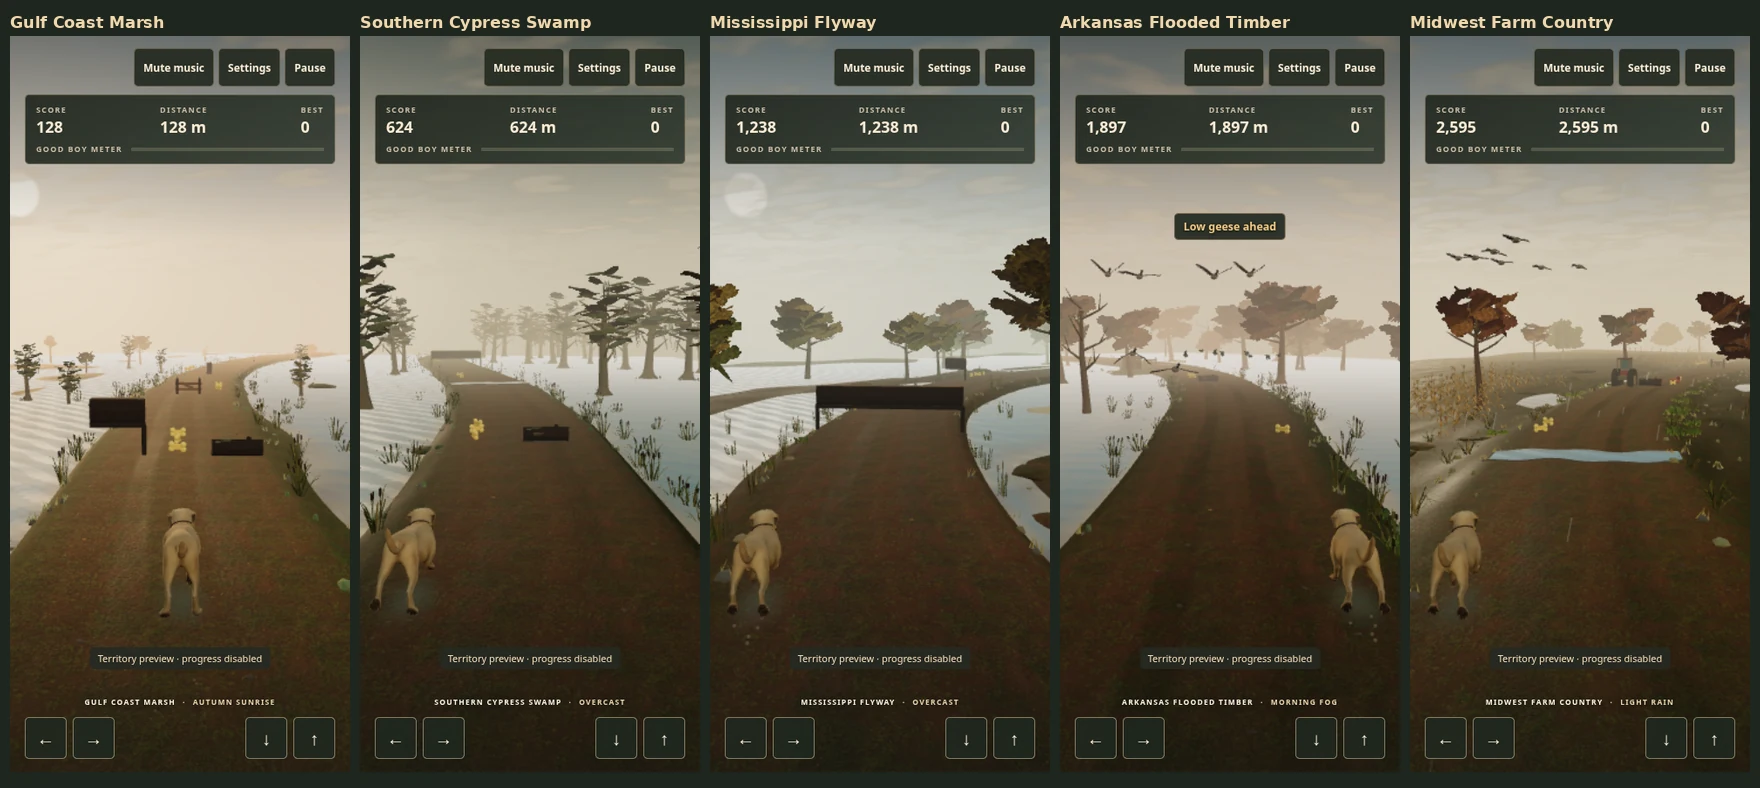 Gulf Coast Marsh
Mute music
Settings
Pause
SCORE
DISTANCE
BEST
128
128 m
0
GOOD BOY METER
Territory preview · progress disabled
GULF COAST MARSH · AUTUMN SUNRISE
← → ↓ ↑
Southern Cypress Swamp
Mute music
Settings
Pause
SCORE
DISTANCE
BEST
624
624 m
0
GOOD BOY METER
Territory preview · progress disabled
SOUTHERN CYPRESS SWAMP · OVERCAST
← → ↓ ↑
Mississippi Flyway
Mute music
Settings
Pause
SCORE
DISTANCE
BEST
1,238
1,238 m
0
GOOD BOY METER
Territory preview · progress disabled
MISSISSIPPI FLYWAY · OVERCAST
← → ↓ ↑
Arkansas Flooded Timber
Mute music
Settings
Pause
SCORE
DISTANCE
BEST
1,897
1,897 m
0
GOOD BOY METER
Low geese ahead
Territory preview · progress disabled
ARKANSAS FLOODED TIMBER · MORNING FOG
← → ↓ ↑
Midwest Farm Country
Mute music
Settings
Pause
SCORE
DISTANCE
BEST
2,595
2,595 m
0
GOOD BOY METER
Territory preview · progress disabled
MIDWEST FARM COUNTRY · LIGHT RAIN
← → ↓ ↑